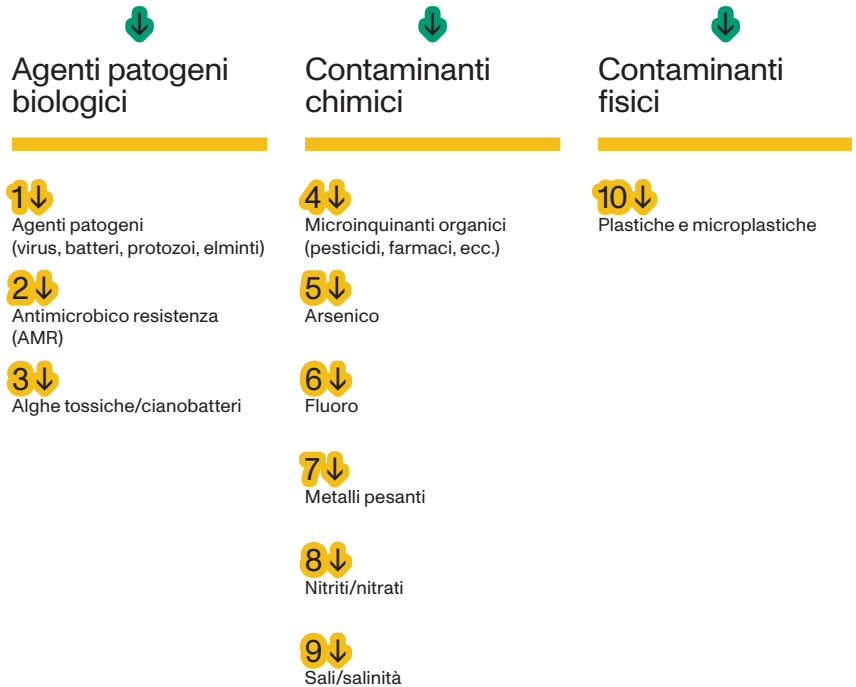 Agenti patogeni
biologici
1↓
Agenti patogeni
(virus, batteri, protozoi, elminti)
2↓
Antimicrobico resistenza
(AMR)
3↓
Alghe tossiche/cianobatteri
Contaminanti
chimici
4↓
Microinquinanti organici
(pesticidi, farmaci, ecc.)
5↓
Arsenico
6↓
Fluoro
7↓
Metalli pesanti
8↓
Nitriti/nitrati
9↓
Sali/salinità
Contaminanti
fisici
10↓
Plastiche e microplastiche